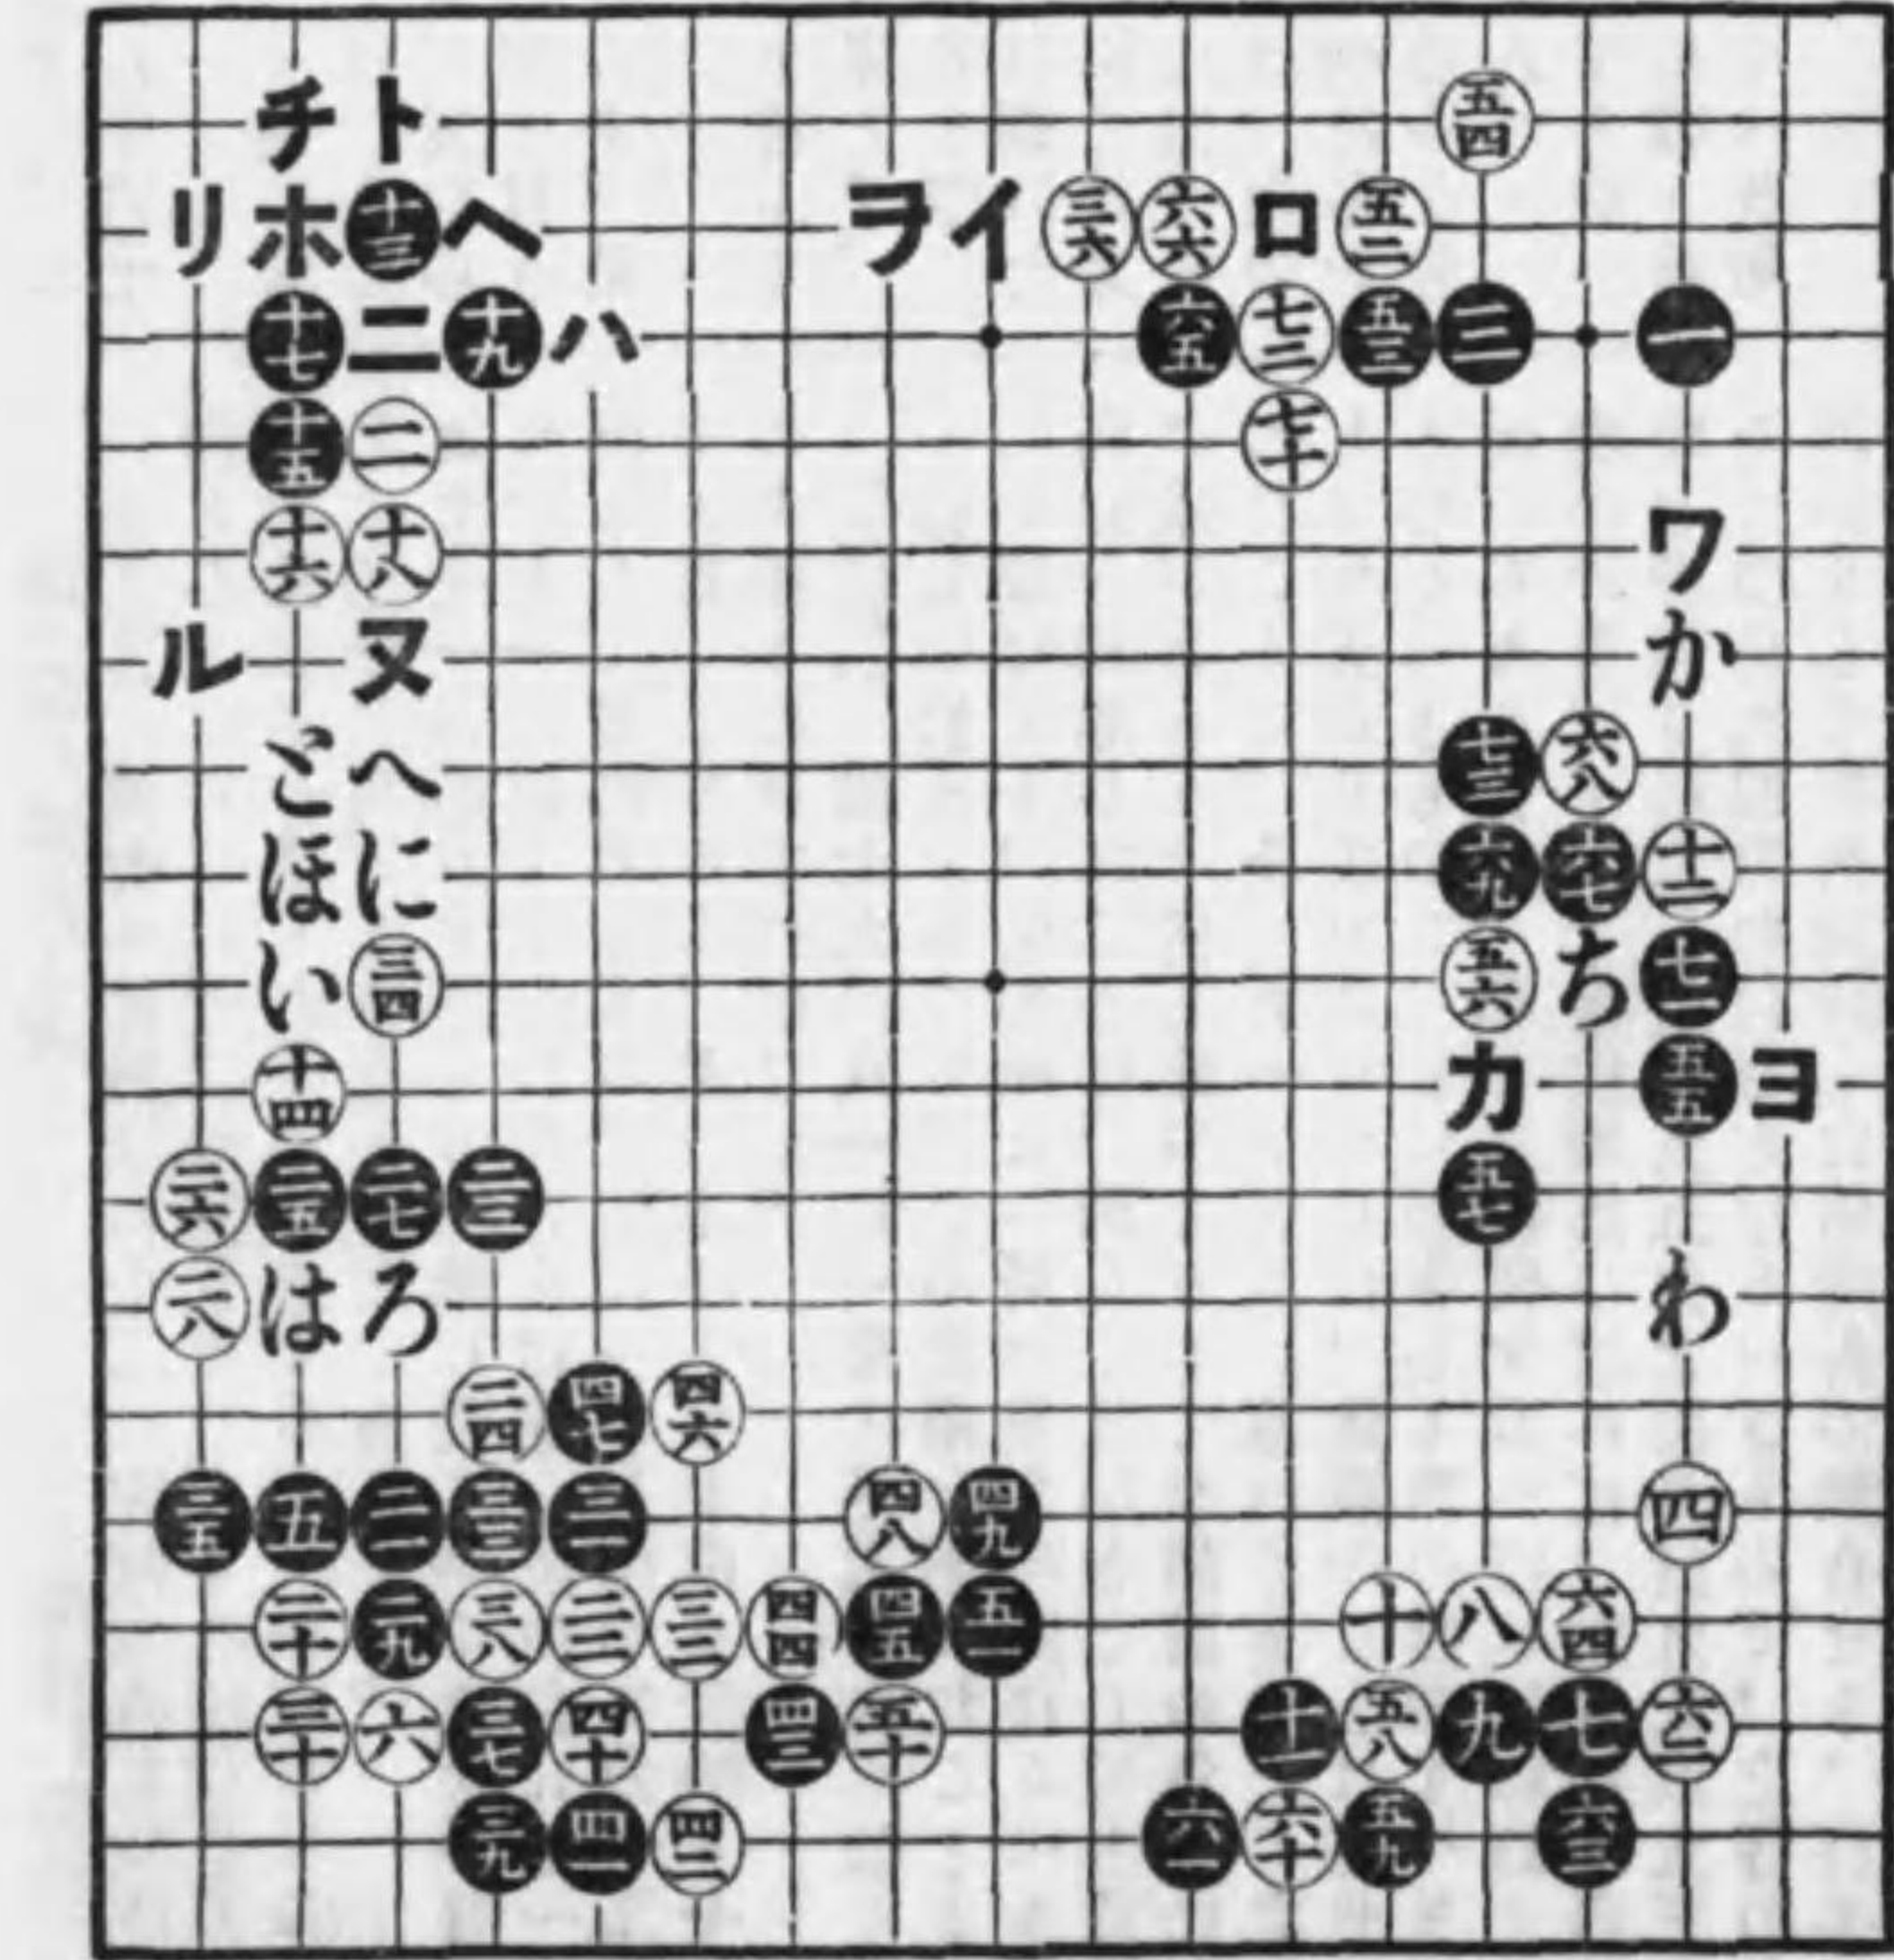 チ ト 五四
リ ホ 十三 ヘ ヲ イ 三六 六六 ロ 五二
十七 ニ 十九 ハ 六五 七二 五三 三 一
十五 二 七十
十六 十八 ワ
ル ヌ か
と へ 七三 六八
ほ に 六九 六七 十二
い 三四 五六 ち 七一
十四 カ 五五 ヨ
二六 二五 二七 二三 五七
二八 は ろ わ
二四 四七 四六
三五 五 二一 三三 三一 四八 四九 四
二十 二九 三八 二二 三二 四四 四五 五一 十 八 六四
三十 六 三七 四十 四三 五十 十一 五八 九 七 六二
三九 四一 四二 六一 六十 五九 六三